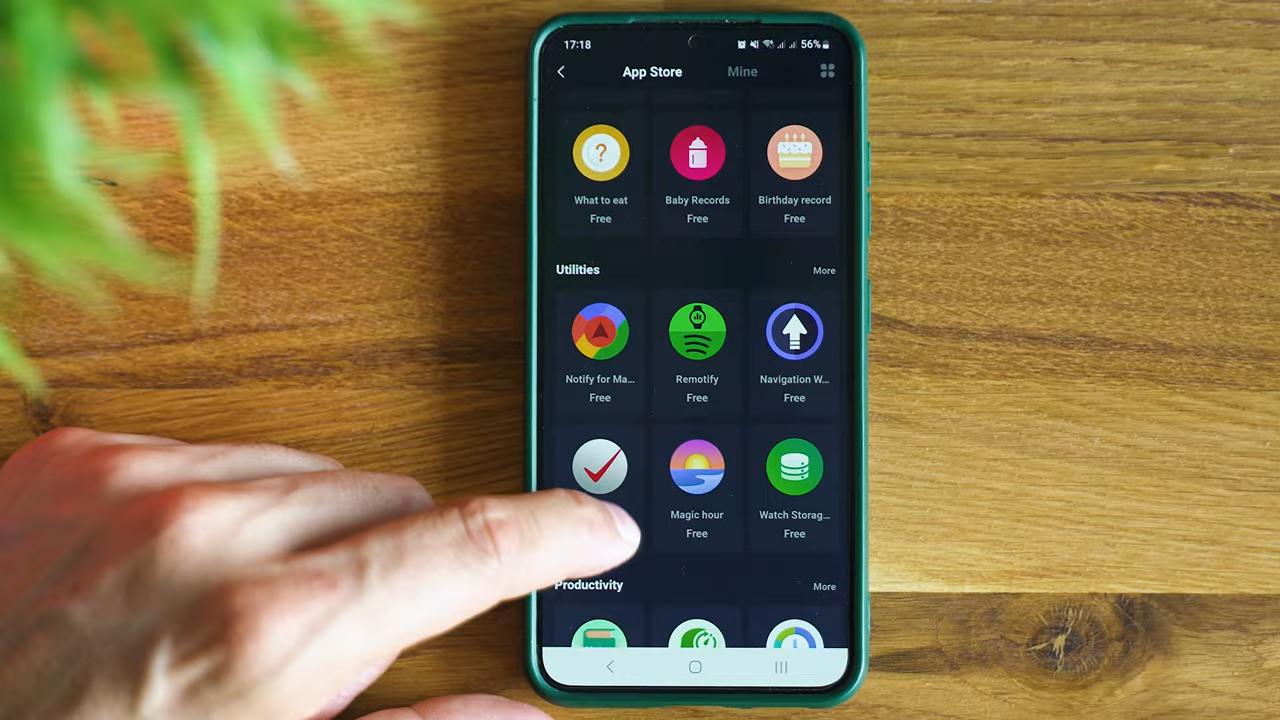 17:18 56%
App Store Mine
What to eat Baby Records Birthday record
Free Free Free
Utilities More
Notify for Ma... Remotify Navigation W...
Free Free Free
Magic hour Watch Storag...
Free Free
Productivity More